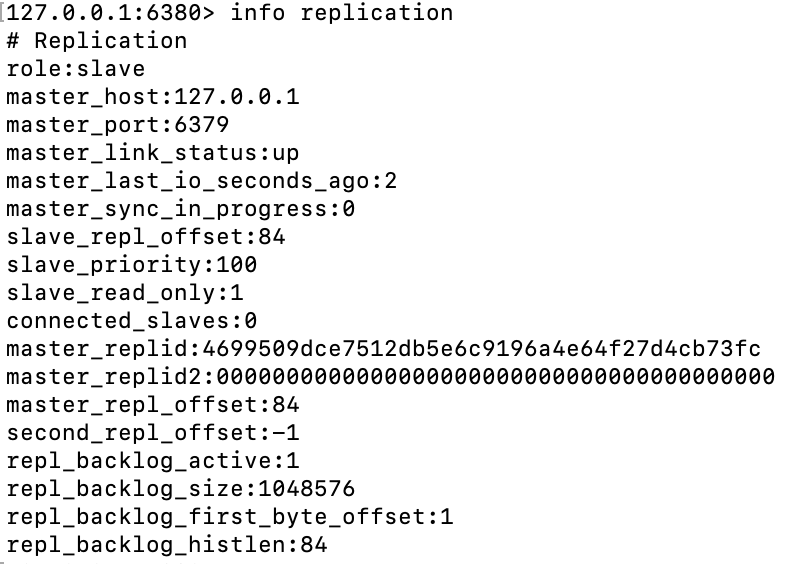 127.0.0.1:6380> info replication
# Replication
role:slave
master_host:127.0.0.1
master_port:6379
master_link_status:up
master_last_io_seconds_ago:2
master_sync_in_progress:0
slave_repl_offset:84
slave_priority:100
slave_read_only:1
connected_slaves:0
master_replid:4699509dce7512db5e6c9196a4e64f27d4cb73fc
master_replid2:0000000000000000000000000000000000000000
master_repl_offset:84
second_repl_offset:-1
repl_backlog_active:1
repl_backlog_size:1048576
repl_backlog_first_byte_offset:1
repl_backlog_histlen:84